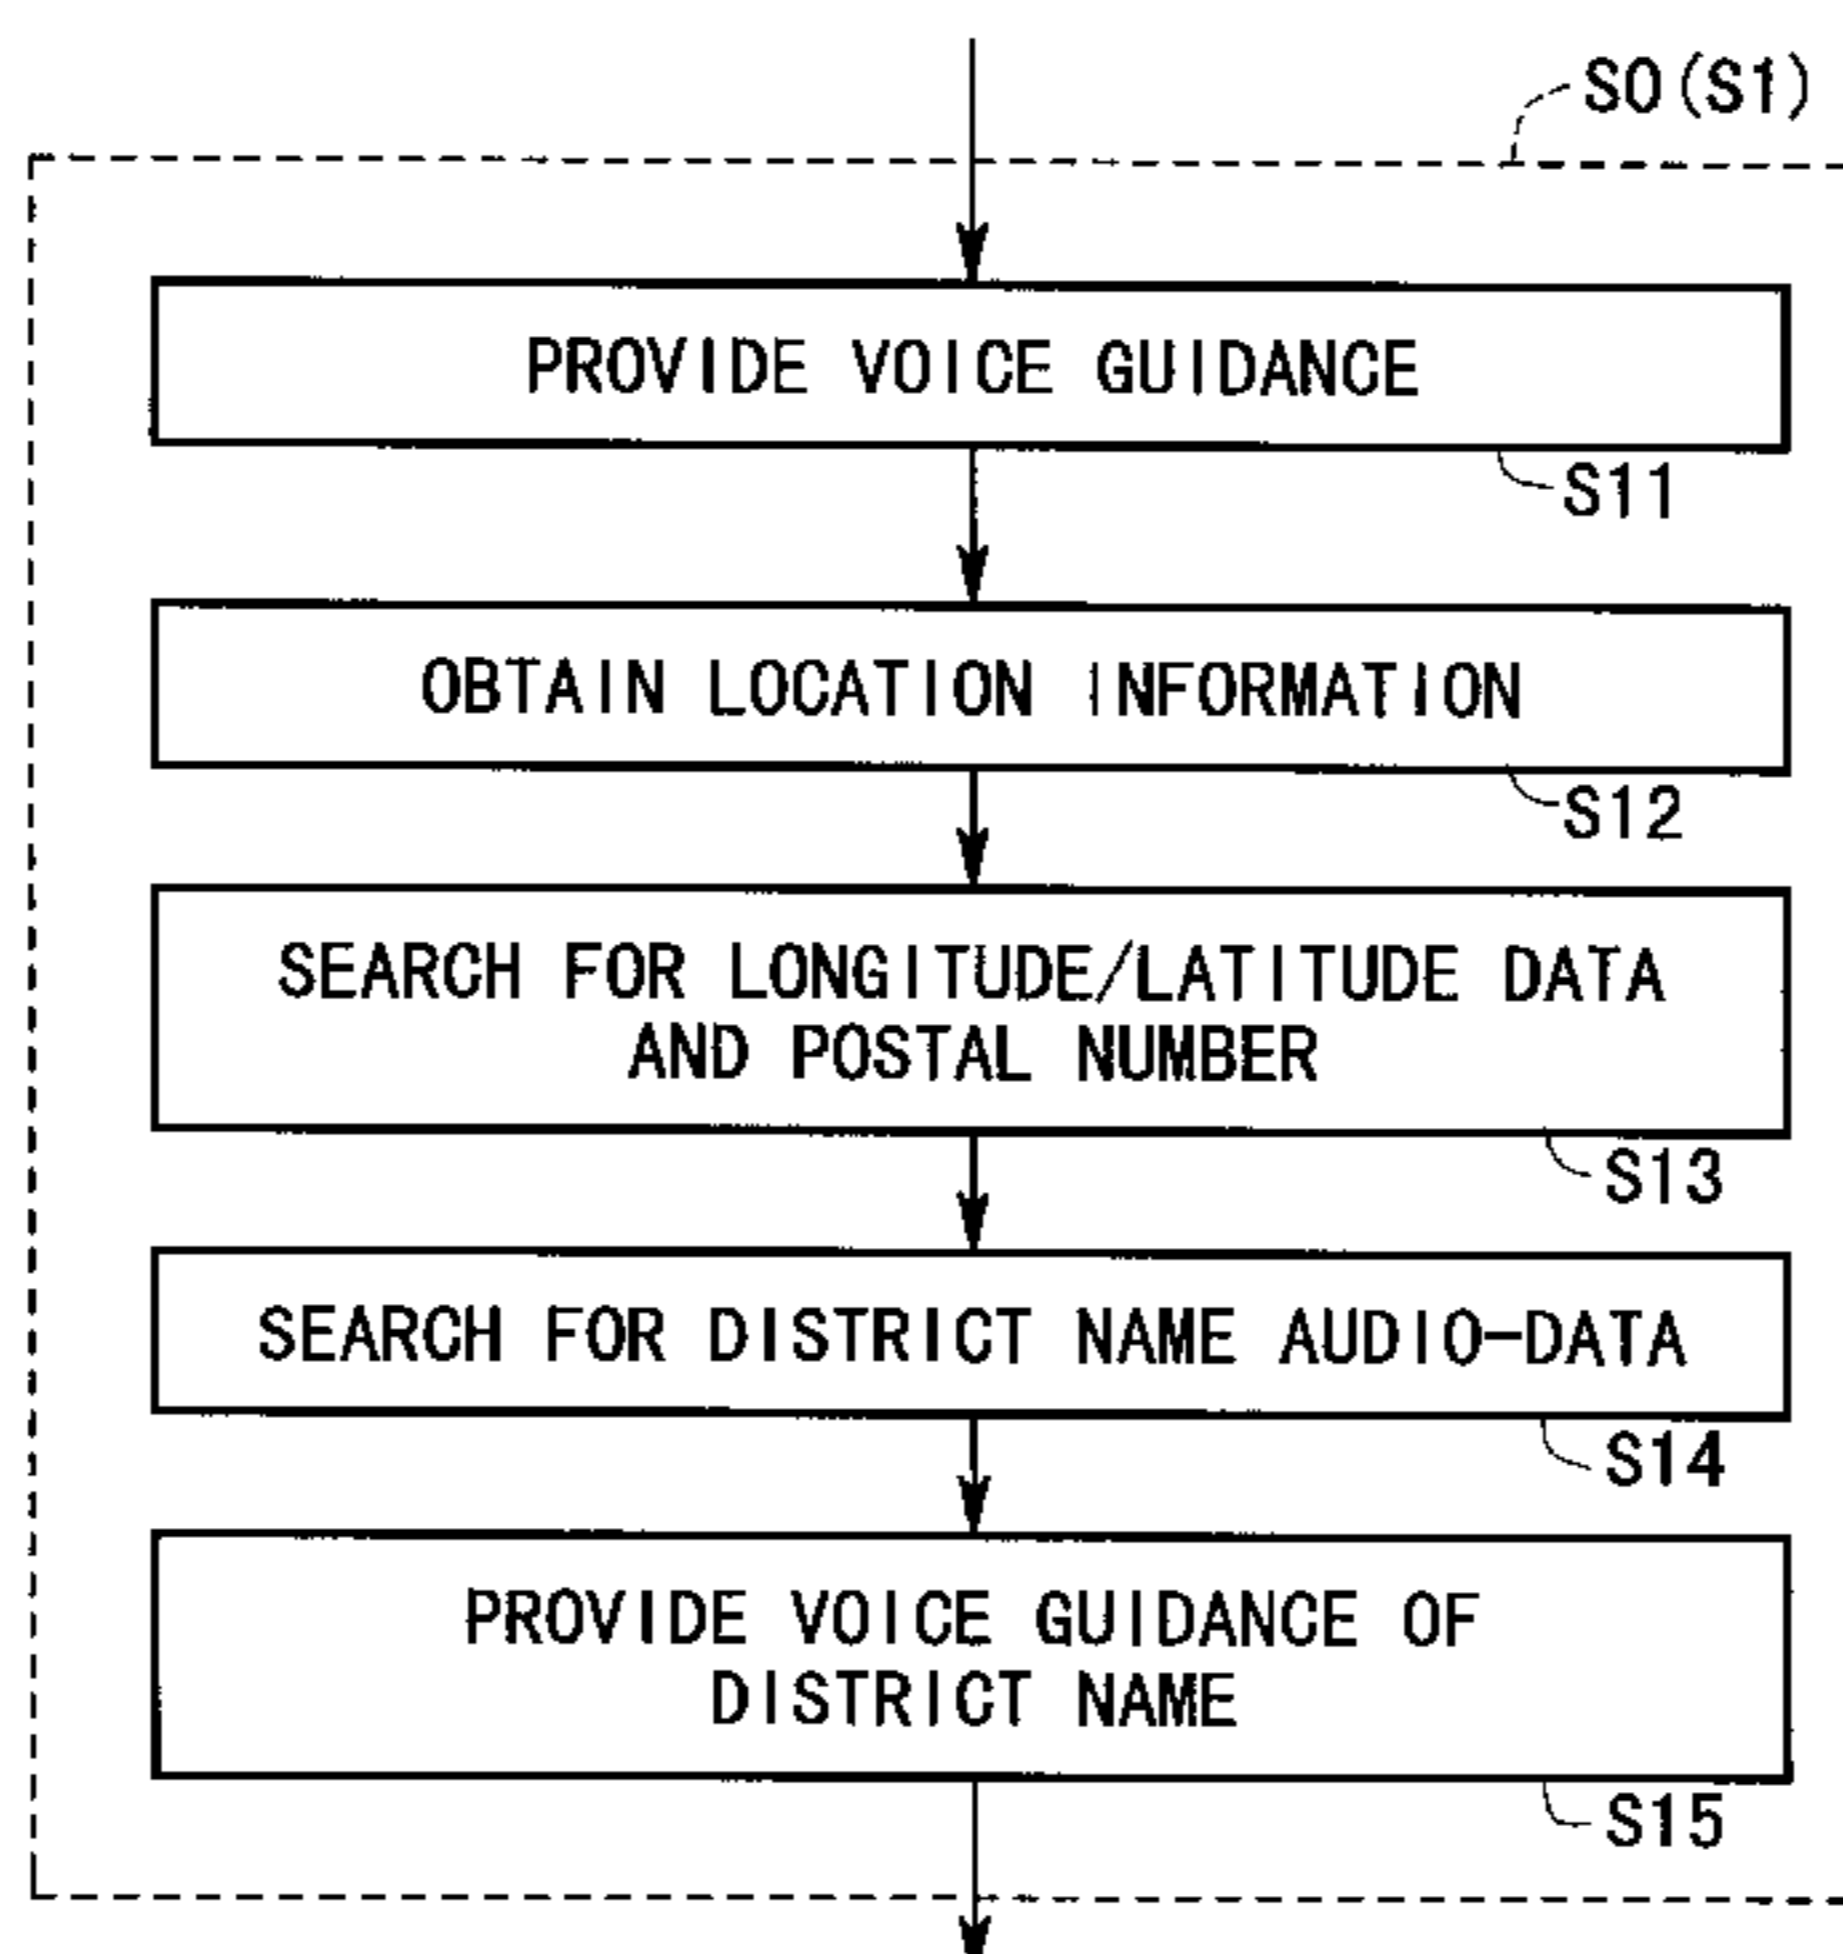 S0(S1)
PROVIDE VOICE GUIDANCE
S11
OBTAIN LOCATION INFORMATION
S12
SEARCH FOR LONGITUDE/LATITUDE DATA
AND POSTAL NUMBER
S13
SEARCH FOR DISTRICT NAME AUDIO-DATA
S14
PROVIDE VOICE GUIDANCE OF
DISTRICT NAME
S15